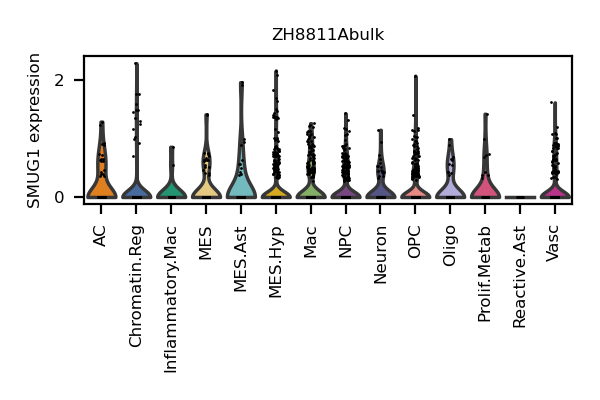 ZH8811Abulk
SMUG1 expression
2
0
AC
Chromatin.Reg
Inflammatory.Mac
MES
MES.Ast
MES.Hyp
Mac
NPC
Neuron
OPC
Oligo
Prolif.Metab
Reactive.Ast
Vasc